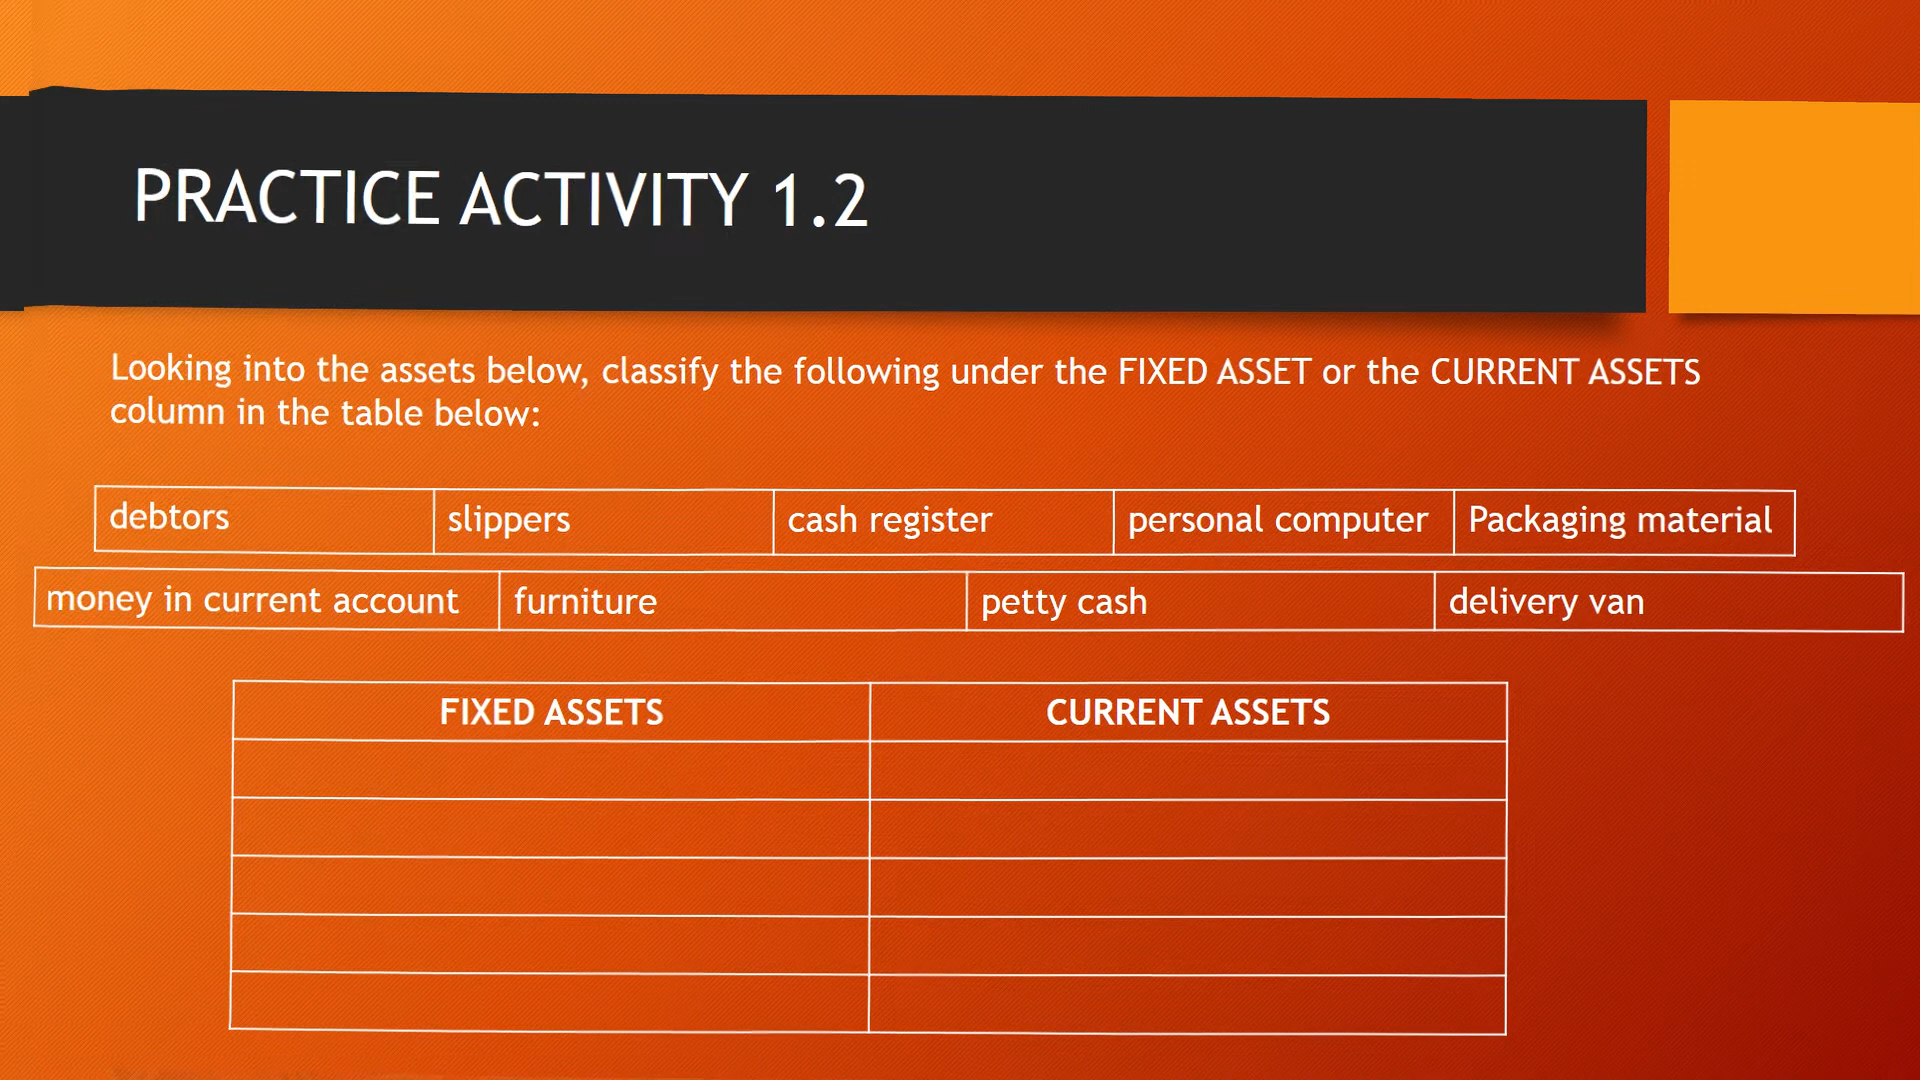 PRACTICE ACTIVITY 1.2
Looking into the assets below, classify the following under the FIXED ASSET or the CURRENT ASSETS
column in the table below:
debtors slippers cash register personal computer Packaging material
money in current account furniture petty cash delivery van
FIXED ASSETS CURRENT ASSETS